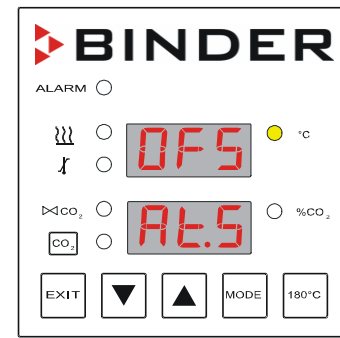 BINDER
ALARM
OFS
°C
At.S
CO₂
%CO₂
CO₂
EXIT
MODE
180°C